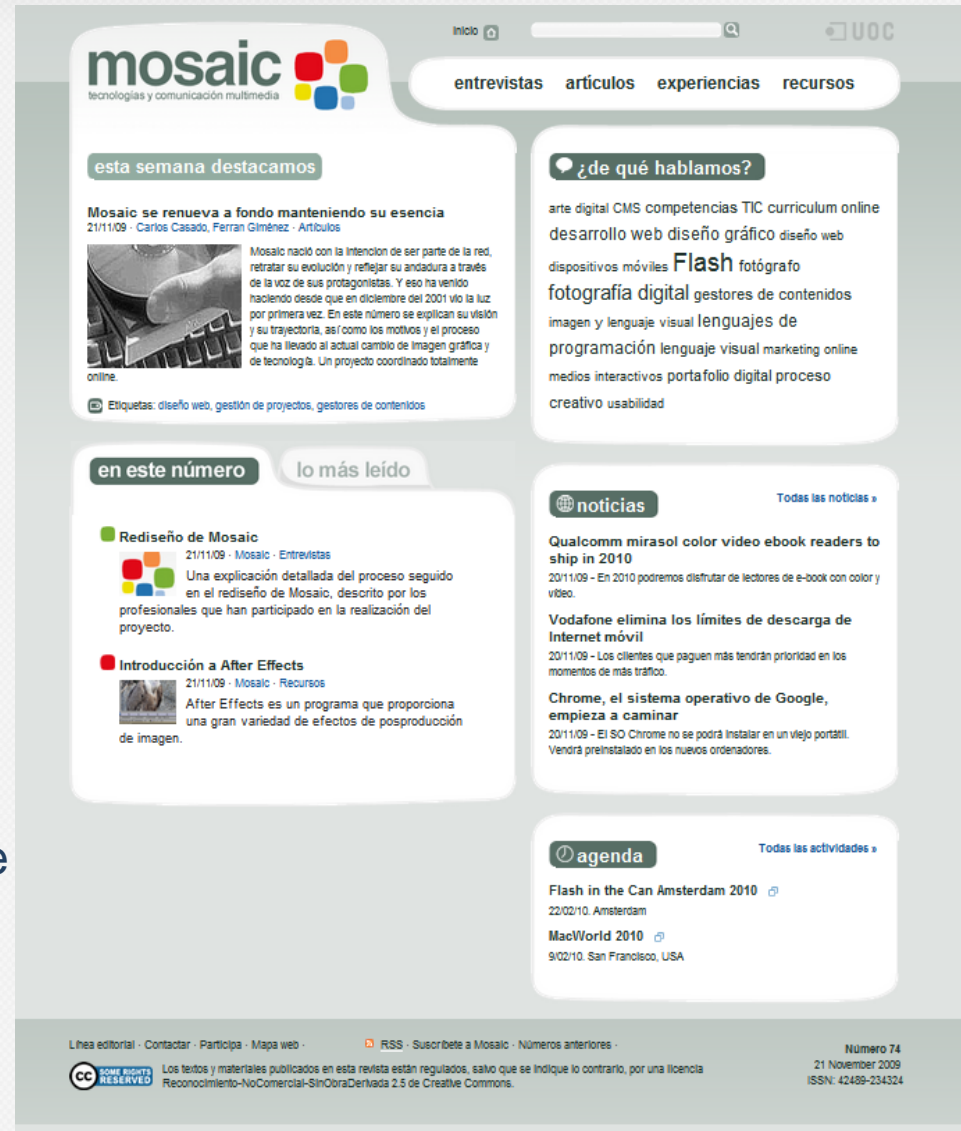 mosaic
tecnologías y comunicación multimedia
Inicio
UOC
entrevistas artículos experiencias recursos
esta semana destacamos
Mosaic se renueva a fondo manteniendo su esencia
21/11/09 · Carlos Casado, Ferran Giménez · Artículos
Mosaic nació con la intencion de ser parte de la red,
retratar su evolución y reflejar su andadura a través
de la voz de sus protagonistas. Y eso ha venido
haciendo desde que en diciembre del 2001 vio la luz
por primera vez. En este número se explican su visión
y su trayectoria, así como los motivos y el proceso
que ha llevado al actual cambio de imagen gráfica y
de tecnología. Un proyecto coordinado totalmente
online.
Etiquetas: diseño web, gestión de proyectos, gestores de contenidos
¿de qué hablamos?
arte digital CMS competencias TIC curriculum online
desarrollo web diseño gráfico diseño web
dispositivos móviles Flash fotógrafo
fotografía digital gestores de contenidos
imagen y lenguaje visual lenguajes de
programación lenguaje visual marketing online
medios interactivos portafolio digital proceso
creativo usabilidad
en este número lo más leído
Rediseño de Mosaic
21/11/09 · Mosaic · Entrevistas
Una explicación detallada del proceso seguido
en el rediseño de Mosaic, descrito por los
profesionales que han participado en la realización del
proyecto.
Introducción a After Effects
21/11/09 · Mosaic · Recursos
After Effects es un programa que proporciona
una gran variedad de efectos de posproducción
de imagen.
noticias
Todas las noticias »
Qualcomm mirasol color video ebook readers to
ship in 2010
20/11/09 - En 2010 podremos disfrutar de lectores de e-book con color y
vídeo.
Vodafone elimina los límites de descarga de
Internet móvil
20/11/09 - Los clientes que paguen más tendrán prioridad en los
momentos de más tráfico.
Chrome, el sistema operativo de Google,
empieza a caminar
20/11/09 - El SO Chrome no se podrá instalar en un viejo portátil.
Vendrá preinstalado en los nuevos ordenadores.
e
agenda
Todas las actividades »
Flash in the Can Amsterdam 2010
22/02/10. Amsterdam
MacWorld 2010
9/02/10. San Francisco, USA
Línea editorial · Contactar · Participa · Mapa web ·
RSS · Suscríbete a Mosaic · Números anteriores ·
cc SOME RIGHTS RESERVED
Los textos y materiales publicados en esta revista están regulados, salvo que se indique lo contrario, por una licencia
Reconocimiento-NoComercial-SinObraDerivada 2.5 de Creative Commons.
Número 74
21 November 2009
ISSN: 42489-234324